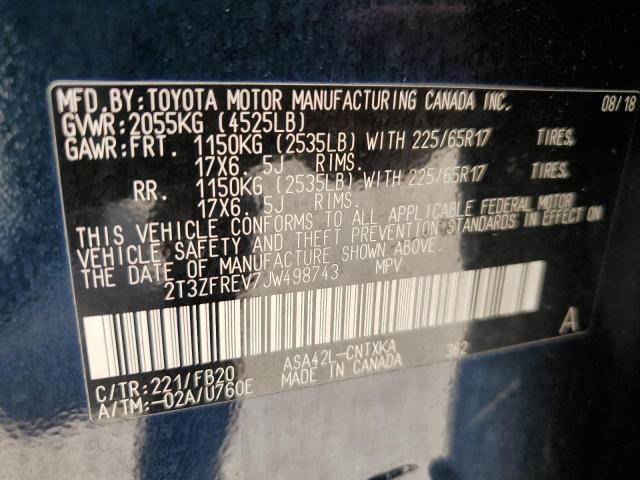 MFD.BY:TOYOTA MOTOR MANUFACTURING CANADA INC. 08/18
GVWR:2055KG (4525LB)
GAWR:FRT. 1150KG (2535LB) WITH 225/65R17 TIRES,
17X6. 5J RIMS.
RR. 1150KG (2535LB) WITH 225/65R17 TIRES,
17X6. 5J RIMS.
THIS VEHICLE CONFORMS TO ALL APPLICABLE FEDERAL MOTOR
VEHICLE SAFETY AND THEFT PREVENTION STANDARDS IN EFFECT ON
THE DATE OF MANUFACTURE SHOWN ABOVE.
2T3ZFREV7JW498743 MPV
A
C/TR:221/FB20 ASA42L-CNTXKA 362
A/TM:-02A/U760E MADE IN CANADA